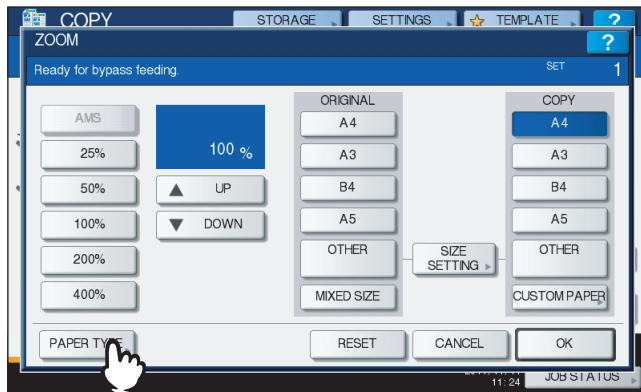 COPY STORAGE SETTINGS TEMPLATE ?
ZOOM ?
Ready for bypass feeding. SET 1
ORIGINAL COPY
AMS A4 A4
25% 100 % A3 A3
50% UP B4 B4
100% DOWN A5 A5
200% OTHER SIZE SETTING OTHER
400% MIXED SIZE CUSTOM PAPER
PAPER RESET CANCEL OK
11: 24 JOB STATUS